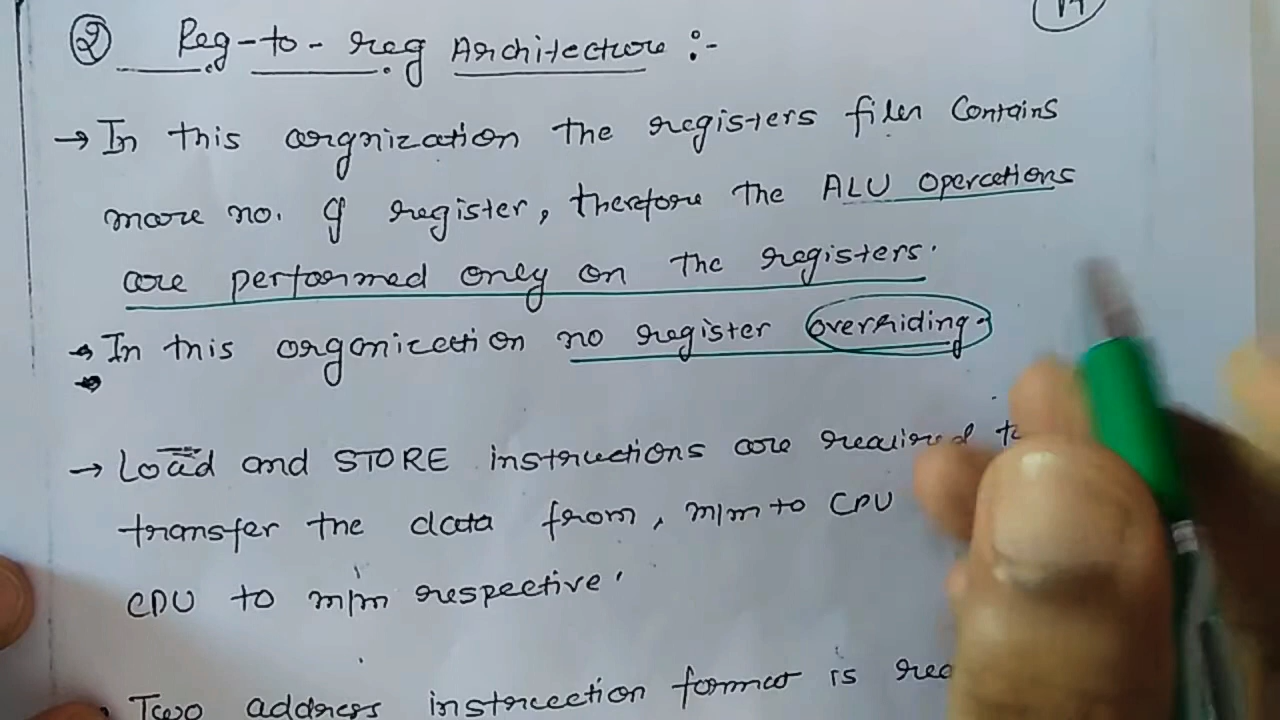 ② Reg-to-reg Architecture :-
→ In this orgnization the registers filer contains
more no. of register, therefore the ALU operations
are performed only on the registers.
→ In this organization no register overriding.
→ Load and STORE instructions are required to
transfer the data from, m/m to CPU
CPU to m/m respective.
Two address instruction format is